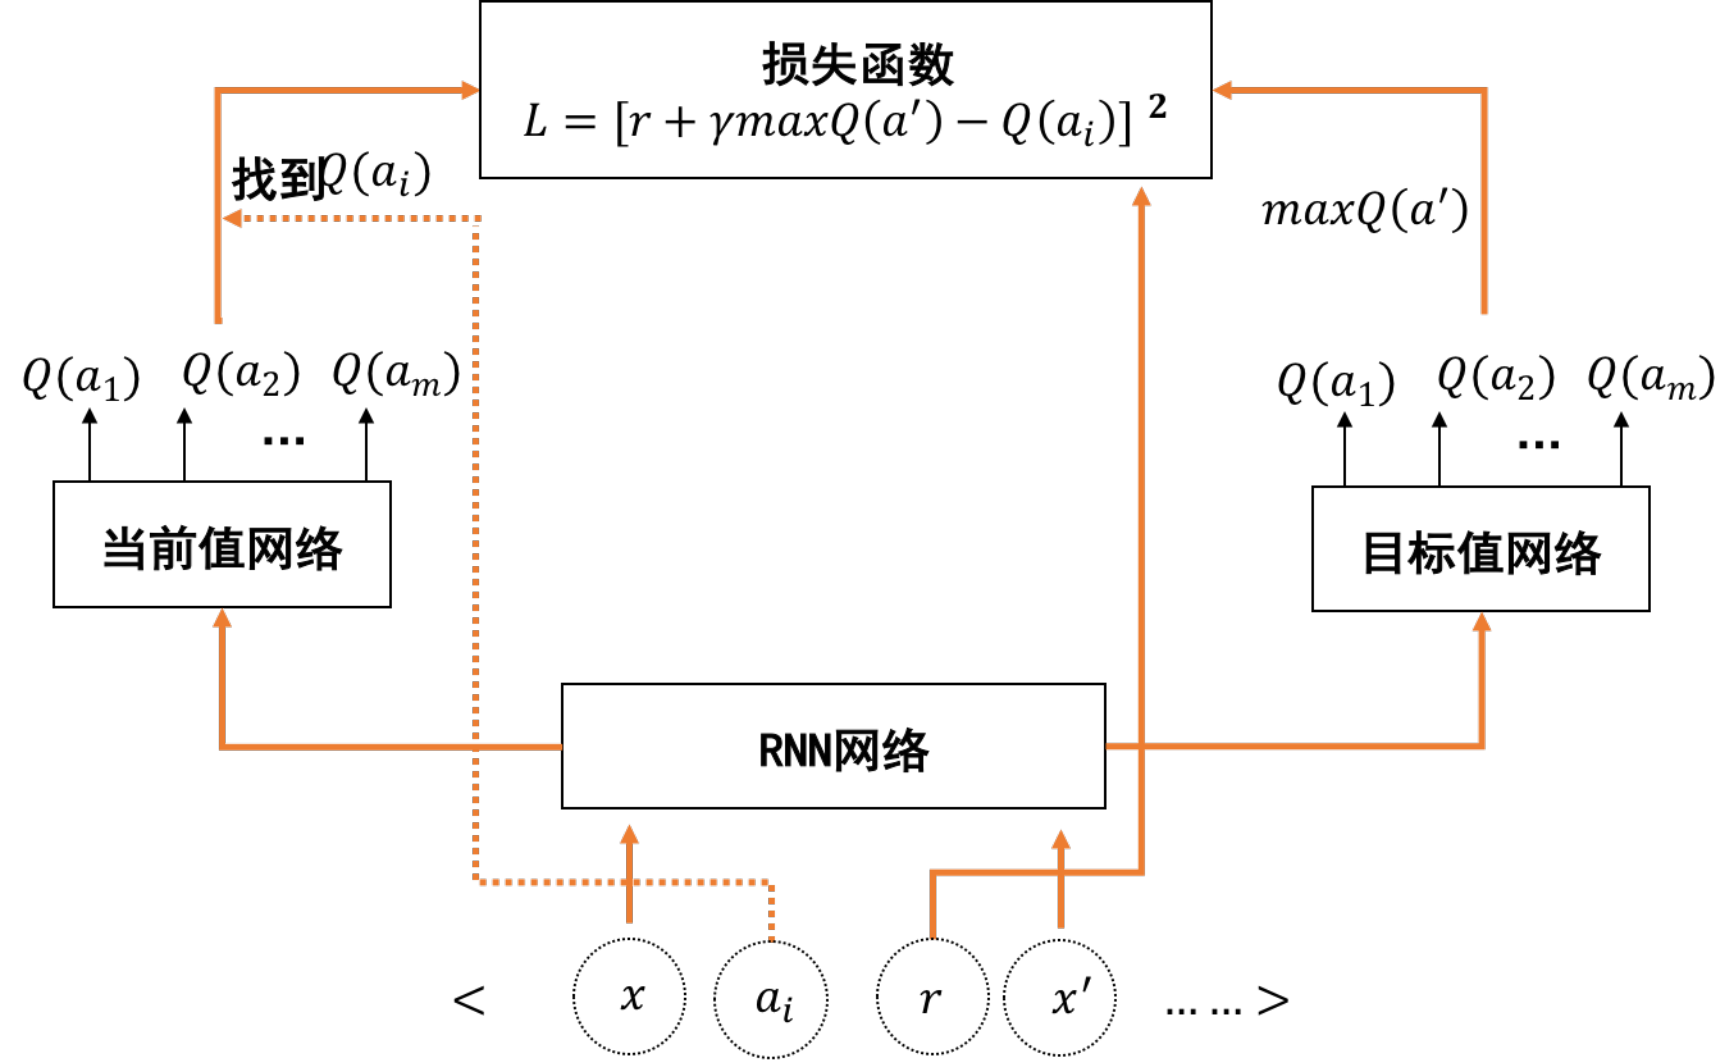 损失函数
L = [r + γmaxQ(a′) − Q(aᵢ)] ²
找到Q(aᵢ)
maxQ(a′)
Q(a₁) Q(a₂) Q(aₘ)
...
Q(a₁) Q(a₂) Q(aₘ)
...
当前值网络
目标值网络
RNN网络
< x aᵢ r x′ ... ... >